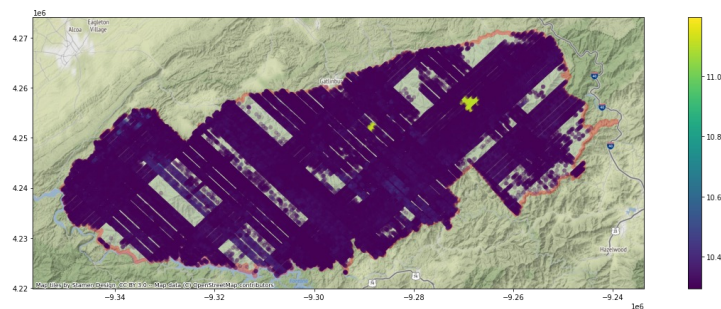 1e6
4.27
4.26
4.25
4.24
4.23
4.22
Eagleton
Village
Alcoa
Gatlinburg
Hazelwood
Map tiles by Stamen Design, CC BY 3.0 -- Map data (C) OpenStreetMap contributors
−9.34
−9.32
−9.30
−9.28
−9.26
−9.24
1e6
11.0
10.8
10.6
10.4